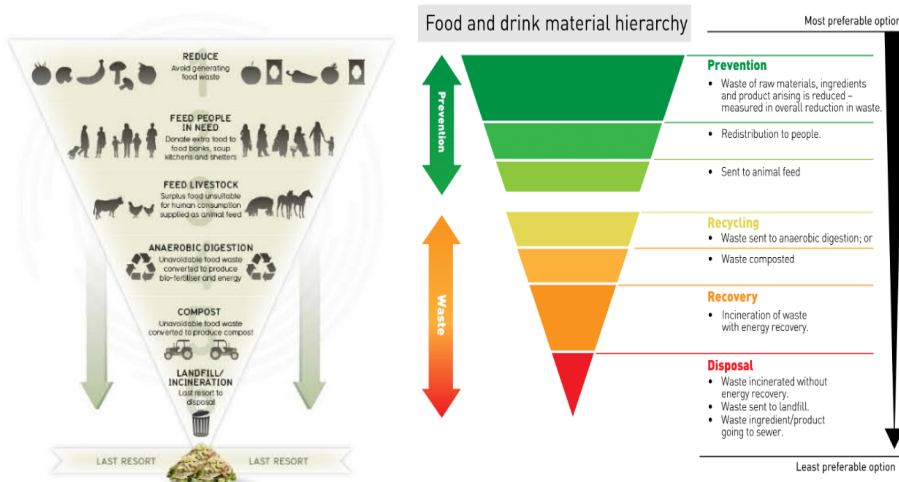 REDUCE
Avoid generating
food waste
FEED PEOPLE
IN NEED
Donate extra food to
food banks, soup
kitchens and shelters
FEED LIVESTOCK
Surplus food unsuitable
for human consumption
supplied as animal feed
ANAEROBIC DIGESTION
Unavoidable food waste
converted to produce
bio-fertiliser and energy
COMPOST
Unavoidable food waste
converted to produce compost
LANDFILL/
INCINERATION
Last resort to
disposal
LAST RESORT
LAST RESORT
Food and drink material hierarchy
Most preferable option
Prevention
Prevention
• Waste of raw materials, ingredients
and product arising is reduced –
measured in overall reduction in waste.
• Redistribution to people.
• Sent to animal feed
Waste
Recycling
• Waste sent to anaerobic digestion; or
• Waste composted
Recovery
• Incineration of waste
with energy recovery.
Disposal
• Waste incinerated without
energy recovery.
• Waste sent to landfill.
• Waste ingredient/product
going to sewer.
Least preferable option